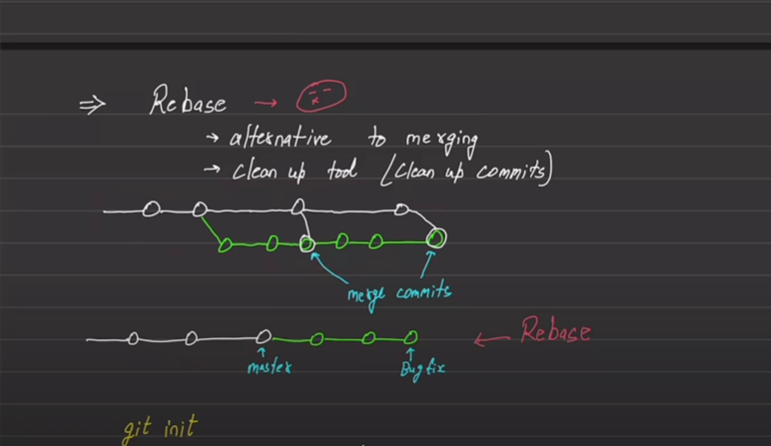 ⇒ Rebase →
→ alternative to merging
→ clean up tool (clean up commits)
merge commits
← Rebase
master
Bugfix
git init